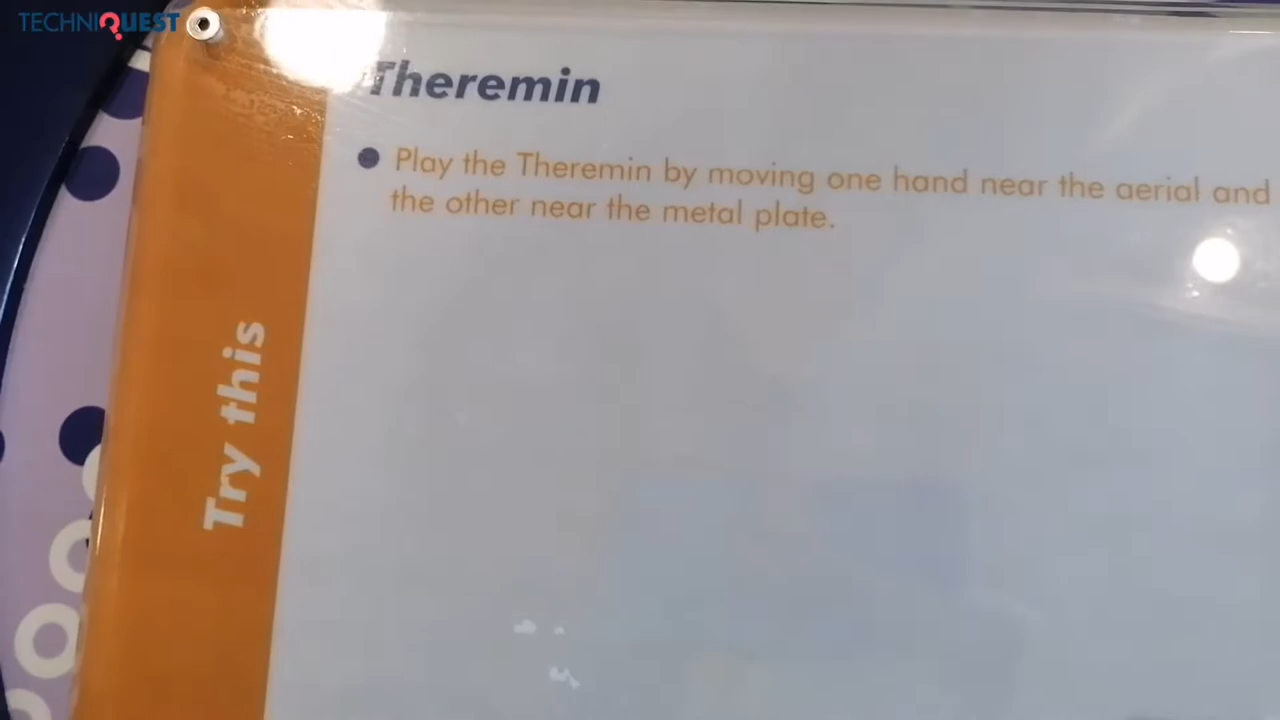 TECHNIQUEST
Theremin
Play the Theremin by moving one hand near the aerial and
the other near the metal plate.
Try this